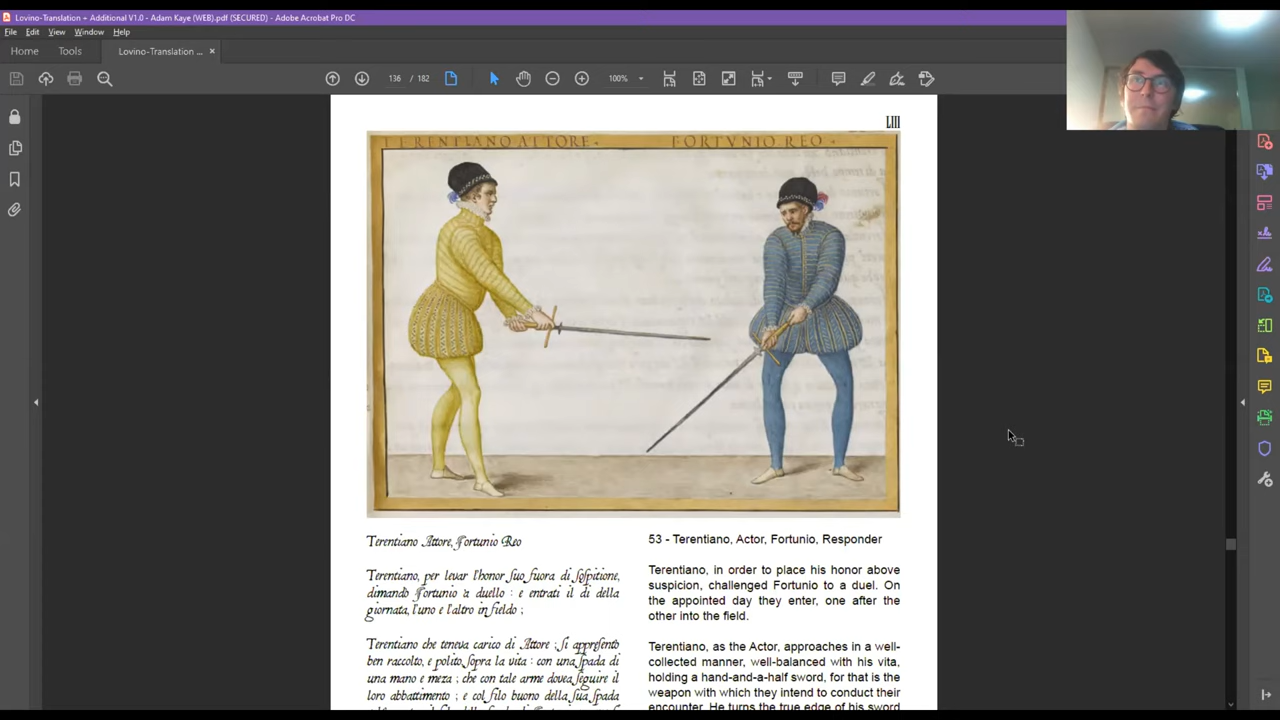 Lovino-Translation + Additional V1.0 - Adam Kaye (WEB).pdf (SECURED) - Adobe Acrobat Pro DC
File Edit View Window Help
Home Tools Lovino-Translation ... ×
136 / 182 100%
LIII
TERENTIANO ATTORE · FORTVNIO REO ·
Terentiano Attore, Fortunio Reo
Terentiano, per levar l'honor suo fuora di sospitione,
dimandò Fortunio à duello : e entrati il di della
giornata, l'uno e l'altro in fieldo ;
Terentiano che teneva carico di Attore ; si appresentò
ben raccolto, e polito sopra la vita : con una spada di
una mano e meza ; che con tale arme dovea seguire il
loro abbattimento ; e col filo buono della sua spada
53 - Terentiano, Actor, Fortunio, Responder
Terentiano, in order to place his honor above
suspicion, challenged Fortunio to a duel. On
the appointed day they enter, one after the
other into the field.
Terentiano, as the Actor, approaches in a well-
collected manner, well-balanced with his vita,
holding a hand-and-a-half sword, for that is the
weapon with which they intend to conduct their
encounter. He turns the true edge of his sword